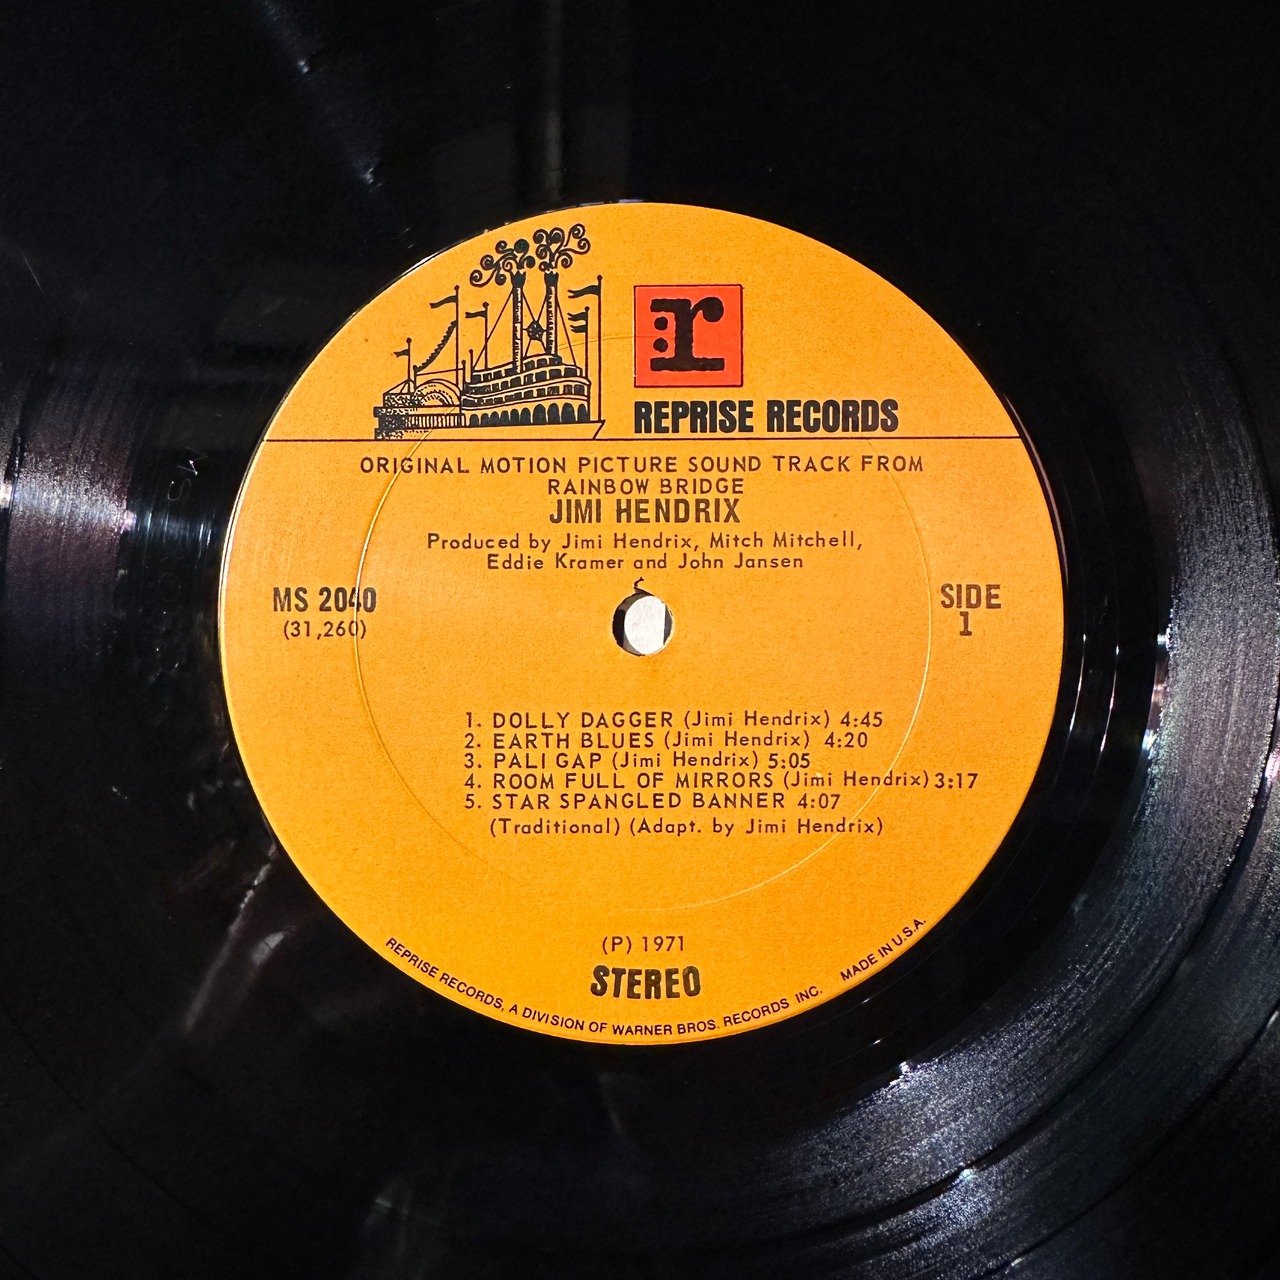 r
REPRISE RECORDS
ORIGINAL MOTION PICTURE SOUND TRACK FROM
RAINBOW BRIDGE
JIMI HENDRIX
Produced by Jimi Hendrix, Mitch Mitchell,
Eddie Kramer and John Jansen
MS 2040
(31,260)
SIDE
1
1. DOLLY DAGGER (Jimi Hendrix) 4:45
2. EARTH BLUES (Jimi Hendrix) 4:20
3. PALI GAP (Jimi Hendrix) 5:05
4. ROOM FULL OF MIRRORS (Jimi Hendrix) 3:17
5. STAR SPANGLED BANNER 4:07
(Traditional) (Adapt. by Jimi Hendrix)
(P) 1971
STEREO
REPRISE RECORDS, A DIVISION OF WARNER BROS. RECORDS INC. MADE IN U.S.A.